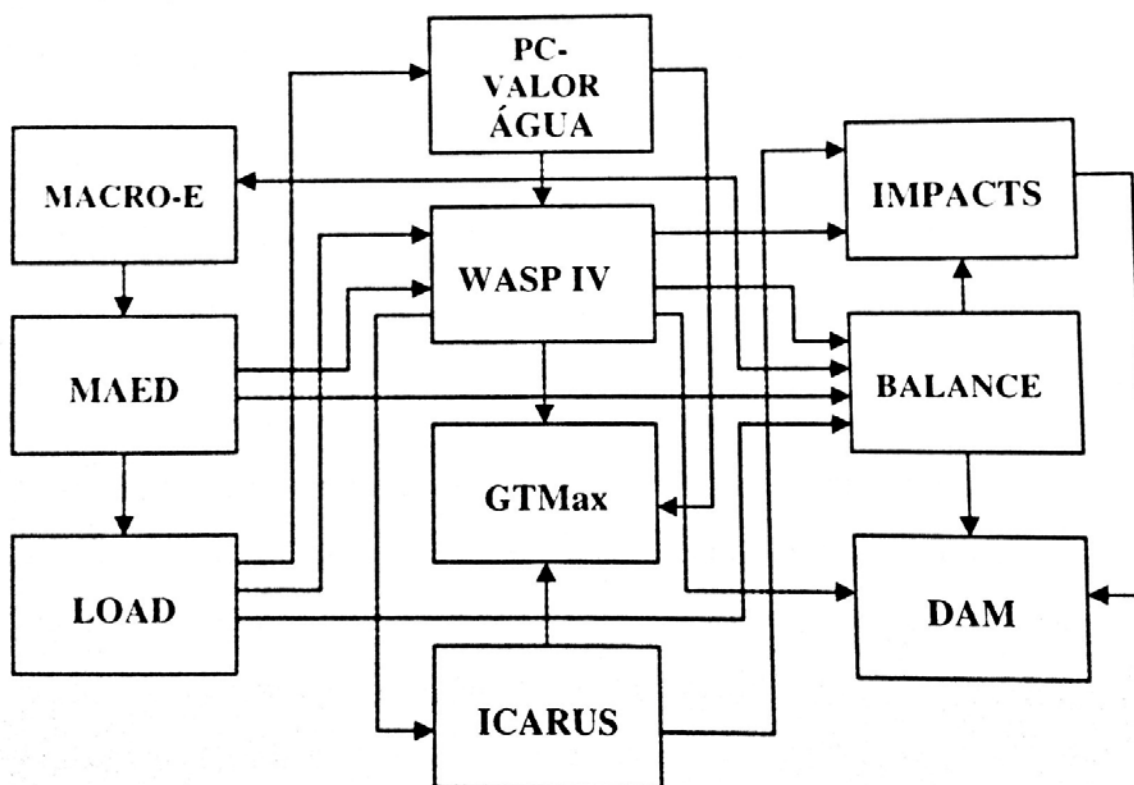 PC-
VALOR
ÁGUA
MACRO-E
IMPACTS
WASP IV
MAED
BALANCE
GTMax
LOAD
DAM
ICARUS